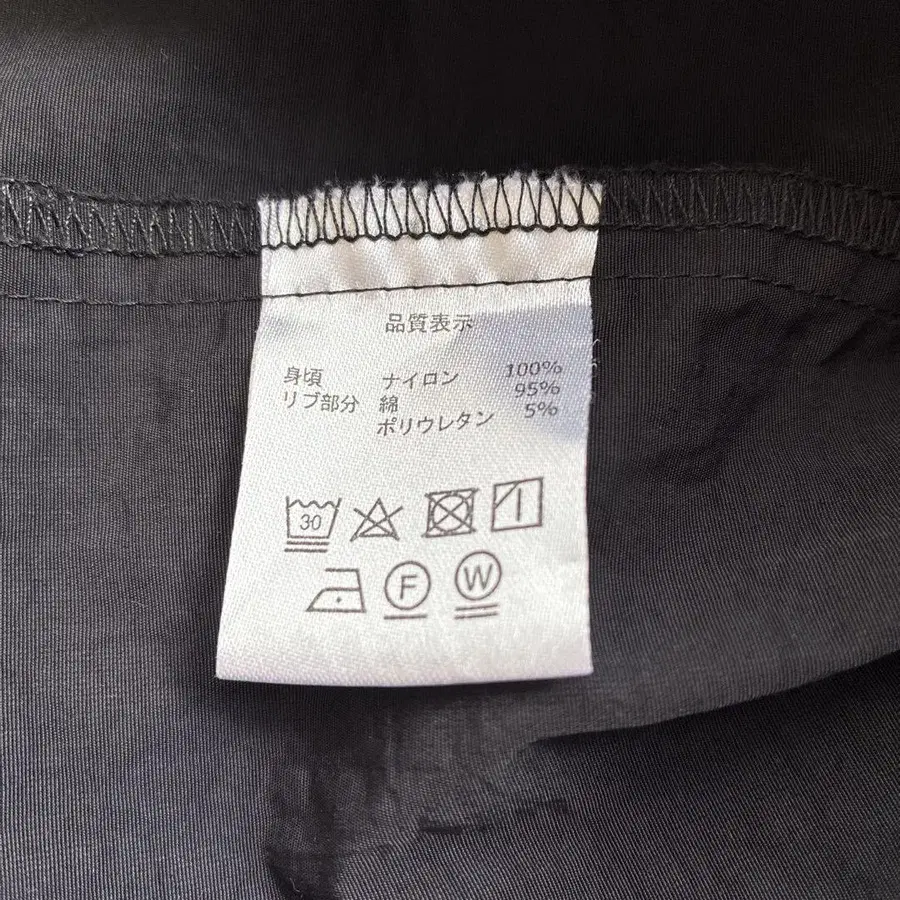 品質表示
身頃 ナイロン 100%
リブ部分 綿 95%
ポリウレタン 5%
30
F W